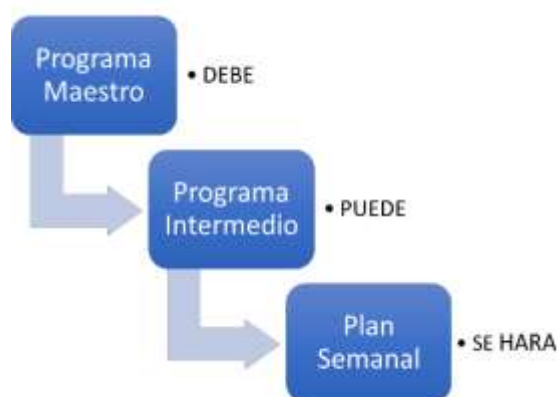 Programa
Maestro
• DEBE
Programa
Intermedio
• PUEDE
Plan
Semanal
• SE HARA